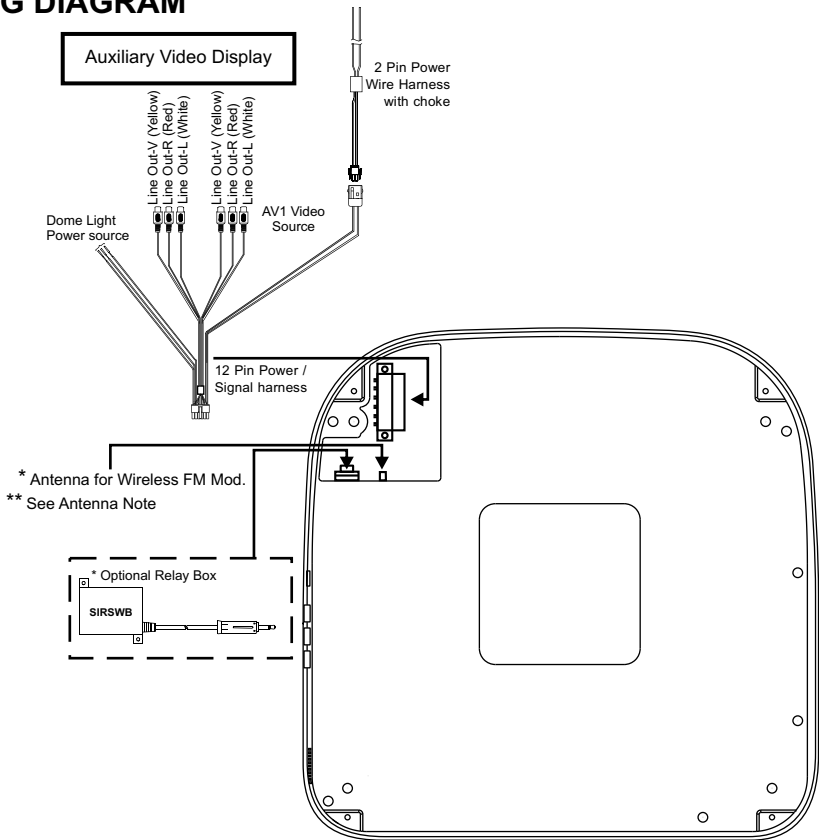 G DIAGRAM
Auxiliary Video Display
2 Pin Power
Wire Harness
with choke
Line Out-V (Yellow)
Line Out-R (Red)
Line Out-L (White)
Line Out-V (Yellow)
Line Out-R (Red)
Line Out-L (White)
AV1 Video
Source
Dome Light
Power source
12 Pin Power /
Signal harness
* Antenna for Wireless FM Mod.
** See Antenna Note
* Optional Relay Box
SIRSWB